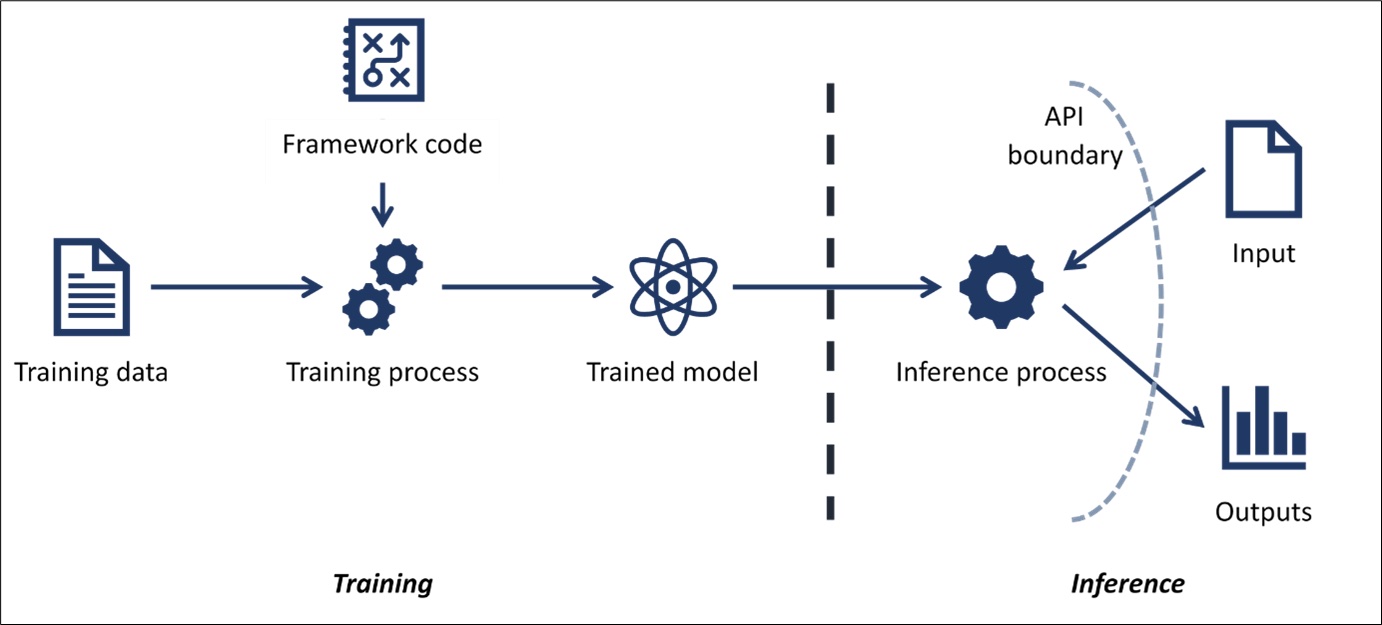 Framework code
API
boundary
Input
Training data
Training process
Trained model
Inference process
Outputs
Training
Inference